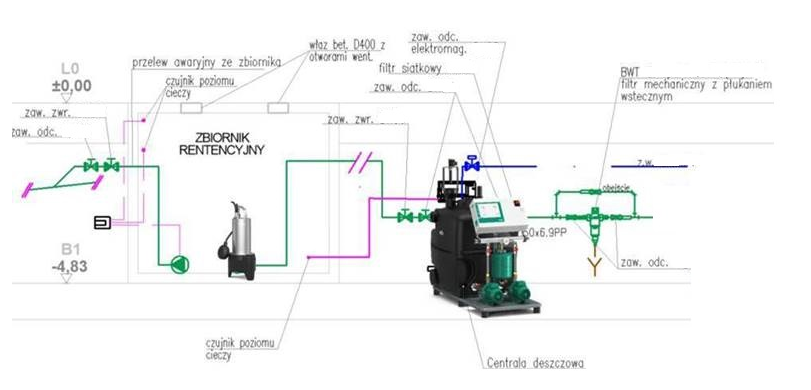 zaw. odc.
elektromag.
właz bet. D400 z
otworami went.
przelew awaryjny ze zbiornika
L0
±0,00
czujnik poziomu
cieczy
filtr siatkowy
zaw. odc.
BWT
filtr mechaniczny z płukaniem
wstecznym
zaw. zwr.
zaw. odc.
zaw. zwr.
ZBIORNIK
RENTENCYJNY
z.w.
obejście
50x6,9PP
B1
-4,83
zaw. odc.
czujnik poziomu
cieczy
Centrala deszczowa